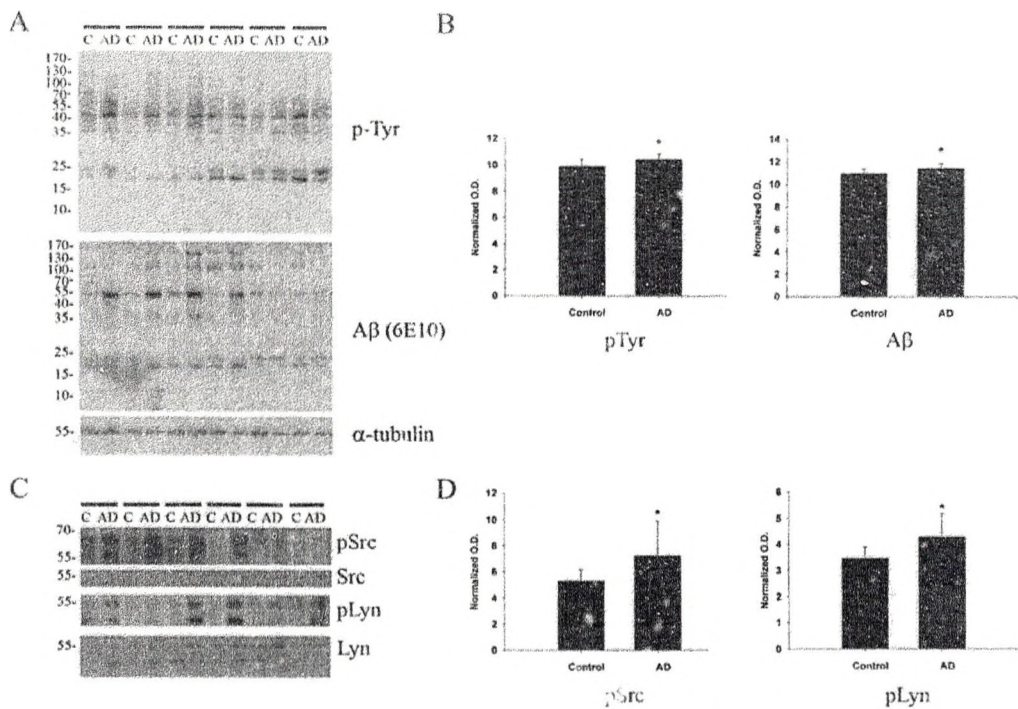 A
C AD C AD C AD C AD C AD C AD
170-
130-
100-
70-
55-
40-
35-
25-
15-
10-
p-Tyr
170-
130-
100-
70-
55-
40-
35-
25-
15-
10-
Aβ (6E10)
55-
α-tubulin
B
Normalized O.D.
12
10
8
6
4
2
0
*
Control
AD
pTyr
Normalized O.D.
14
12
10
8
6
4
2
0
*
Control
AD
Aβ
C
C AD C AD C AD C AD C AD C AD
70-
55-
pSrc
55-
Src
55-
pLyn
55-
Lyn
D
Normalized O.D.
12
10
8
6
4
2
0
*
Control
AD
pSrc
Normalized O.D.
6
5
4
3
2
1
0
*
Control
AD
pLyn